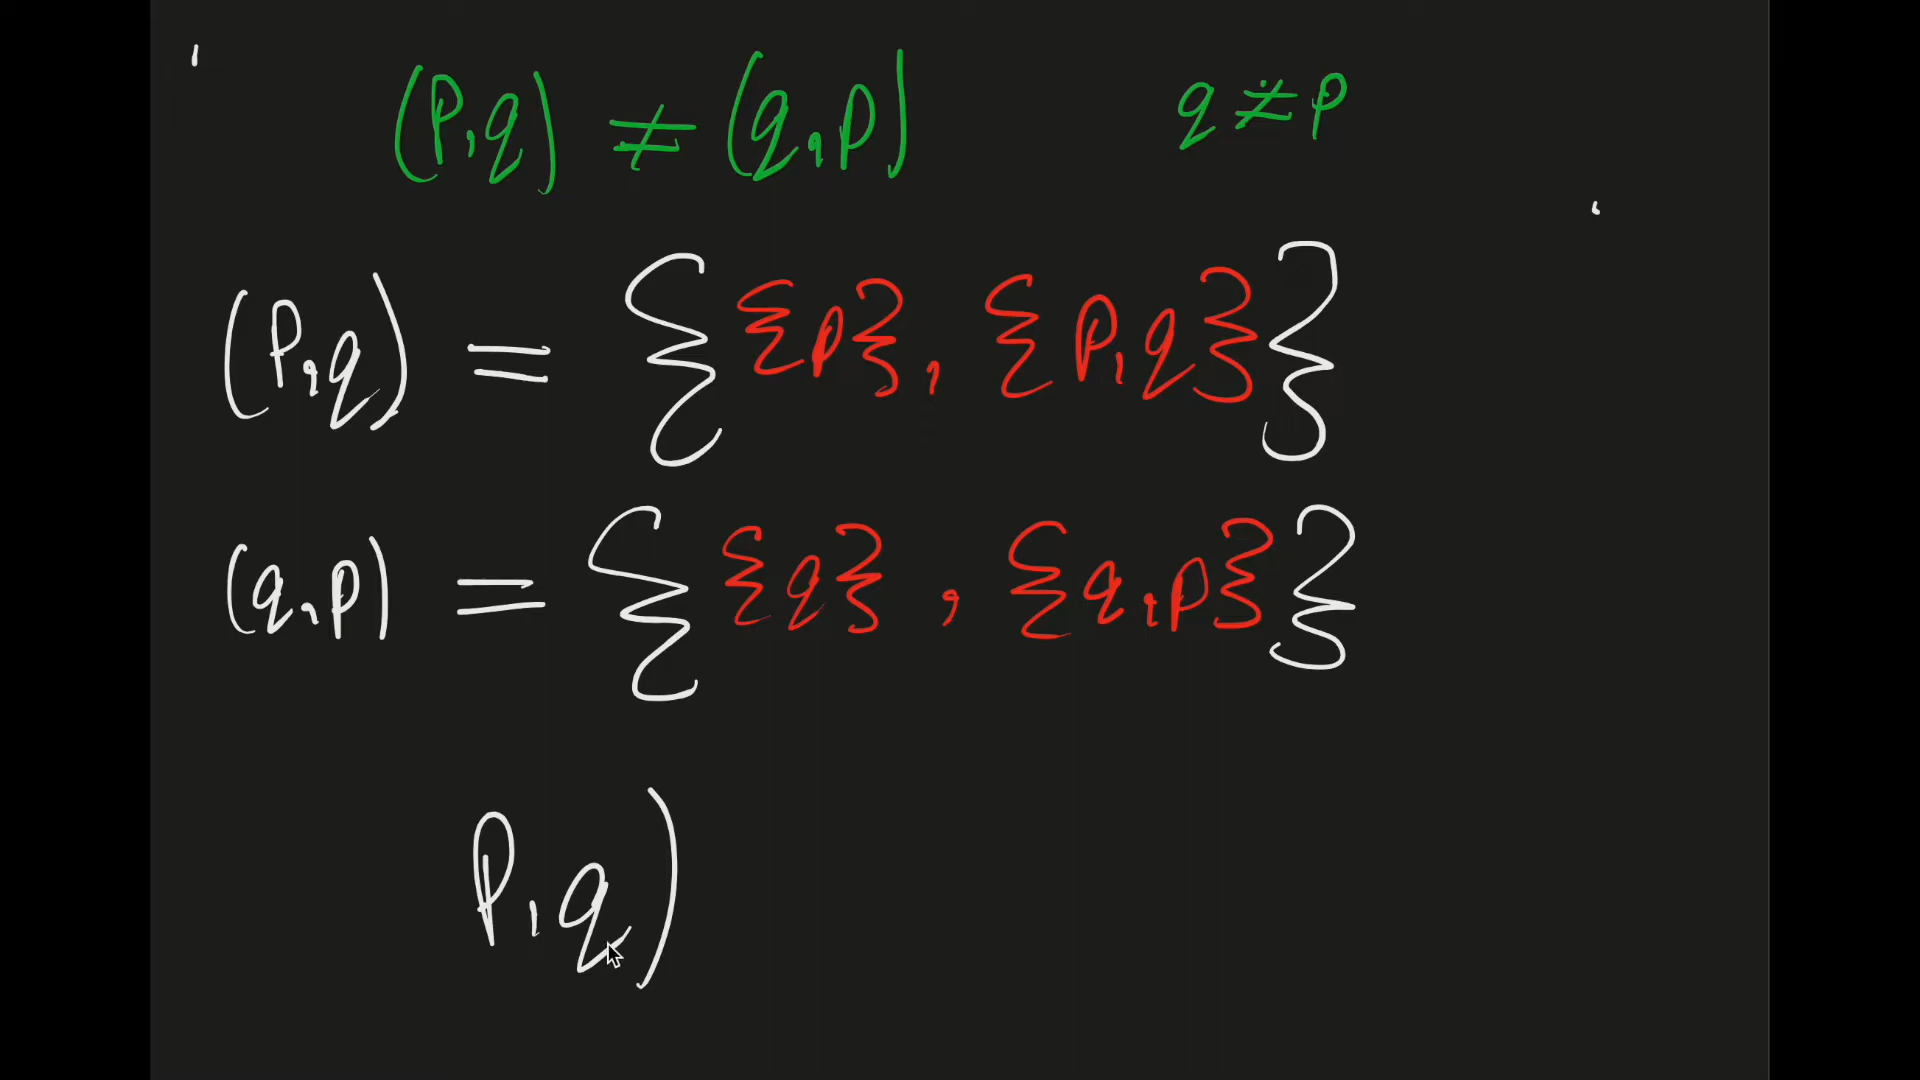 (p,q) ≠ (q,p) q ≠ p
(p,q) = {{p}, {p,q}}
(q,p) = {{q}, {q,p}}
p,q)